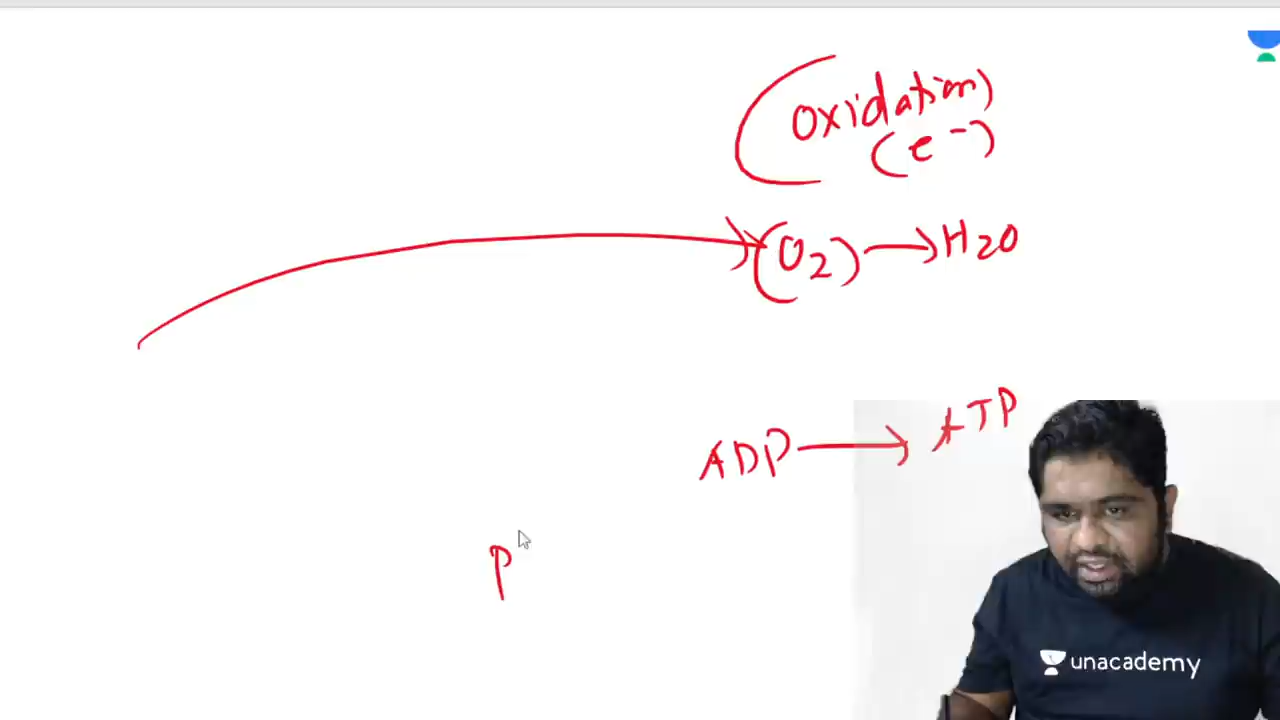 oxidation
(e-)
(O2) → H2O
ADP → ATP
P
unacademy